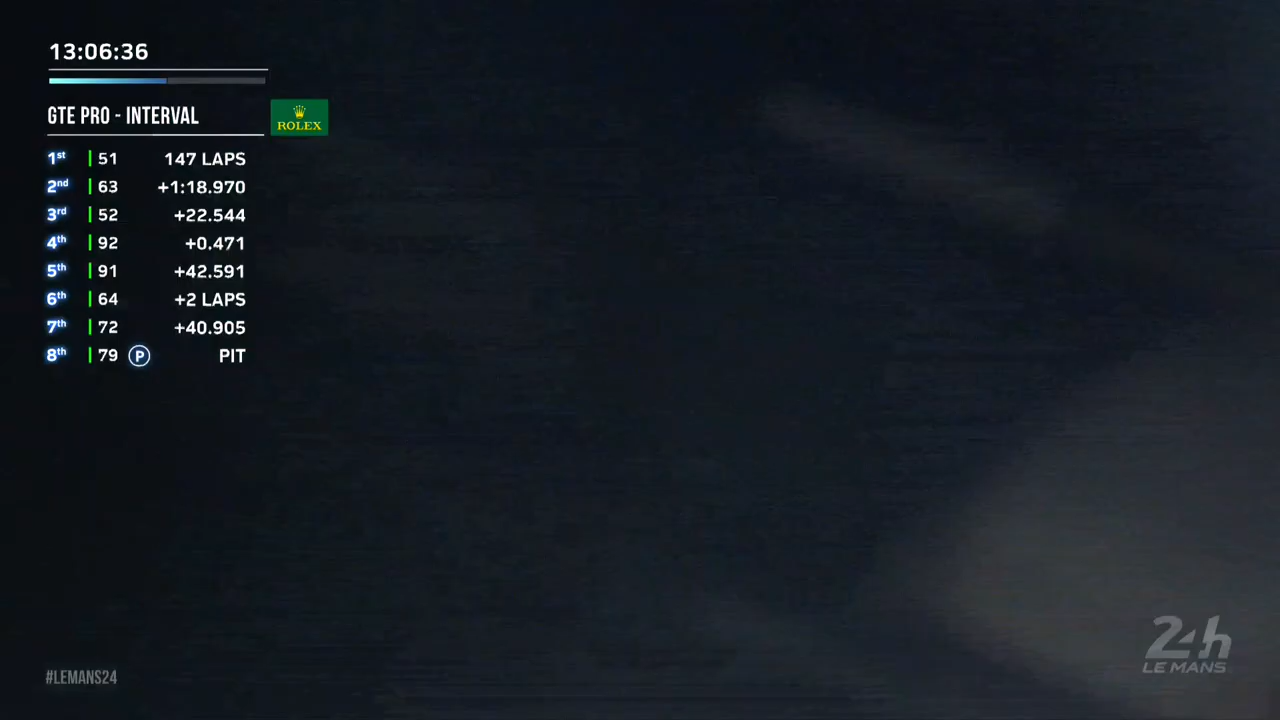 13:06:36
GTE PRO - INTERVAL
ROLEX
1st 51 147 LAPS
2nd 63 +1:18.970
3rd 52 +22.544
4th 92 +0.471
5th 91 +42.591
6th 64 +2 LAPS
7th 72 +40.905
8th 79 P PIT
24h
LE MANS
#LEMANS24